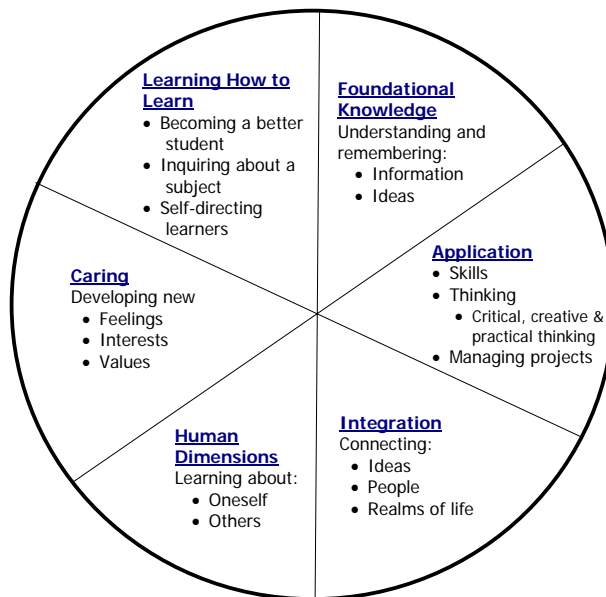 Learning How to
Learn
• Becoming a better
student
• Inquiring about a
subject
• Self-directing
learners
Foundational
Knowledge
Understanding and
remembering:
• Information
• Ideas
Application
• Skills
• Thinking
• Critical, creative &
practical thinking
• Managing projects
Integration
Connecting:
• Ideas
• People
• Realms of life
Human
Dimensions
Learning about:
• Oneself
• Others
Caring
Developing new
• Feelings
• Interests
• Values